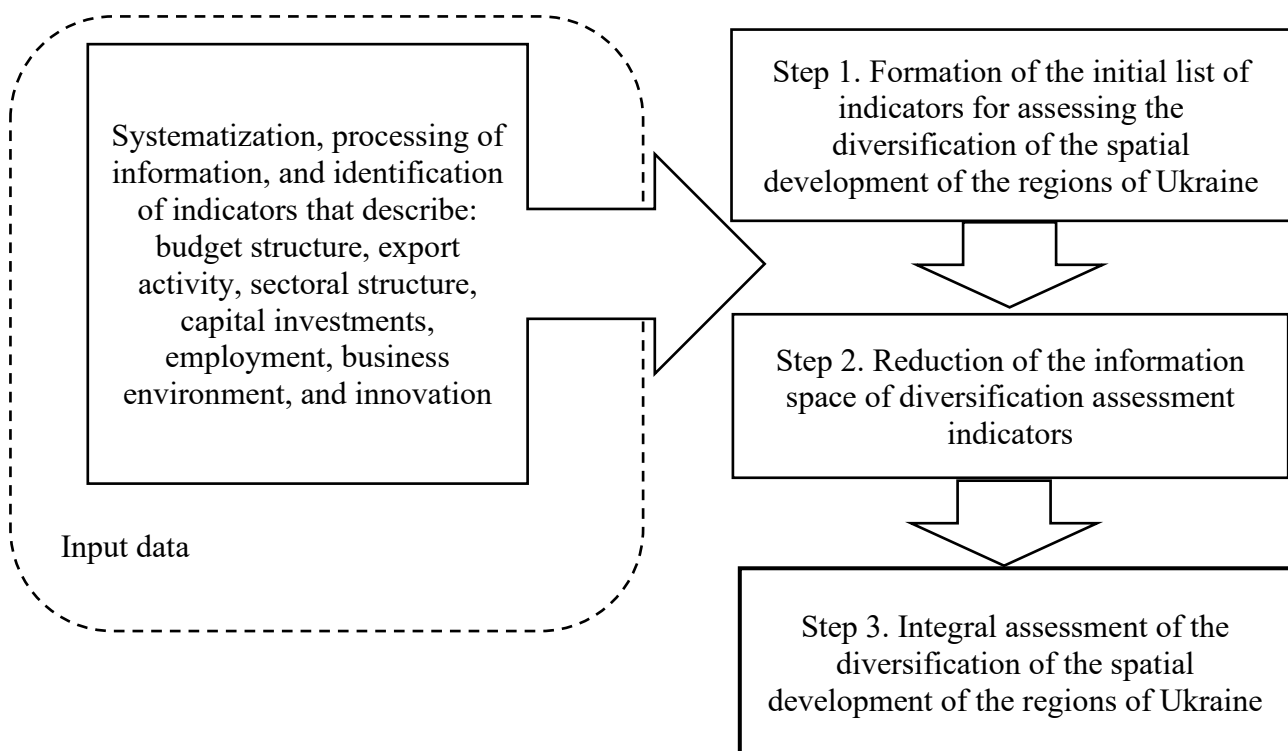 Systematization, processing of
information, and identification
of indicators that describe:
budget structure, export
activity, sectoral structure,
capital investments,
employment, business
environment, and innovation
Input data
Step 1. Formation of the initial list of
indicators for assessing the
diversification of the spatial
development of the regions of Ukraine
Step 2. Reduction of the information
space of diversification assessment
indicators
Step 3. Integral assessment of the
diversification of the spatial
development of the regions of Ukraine